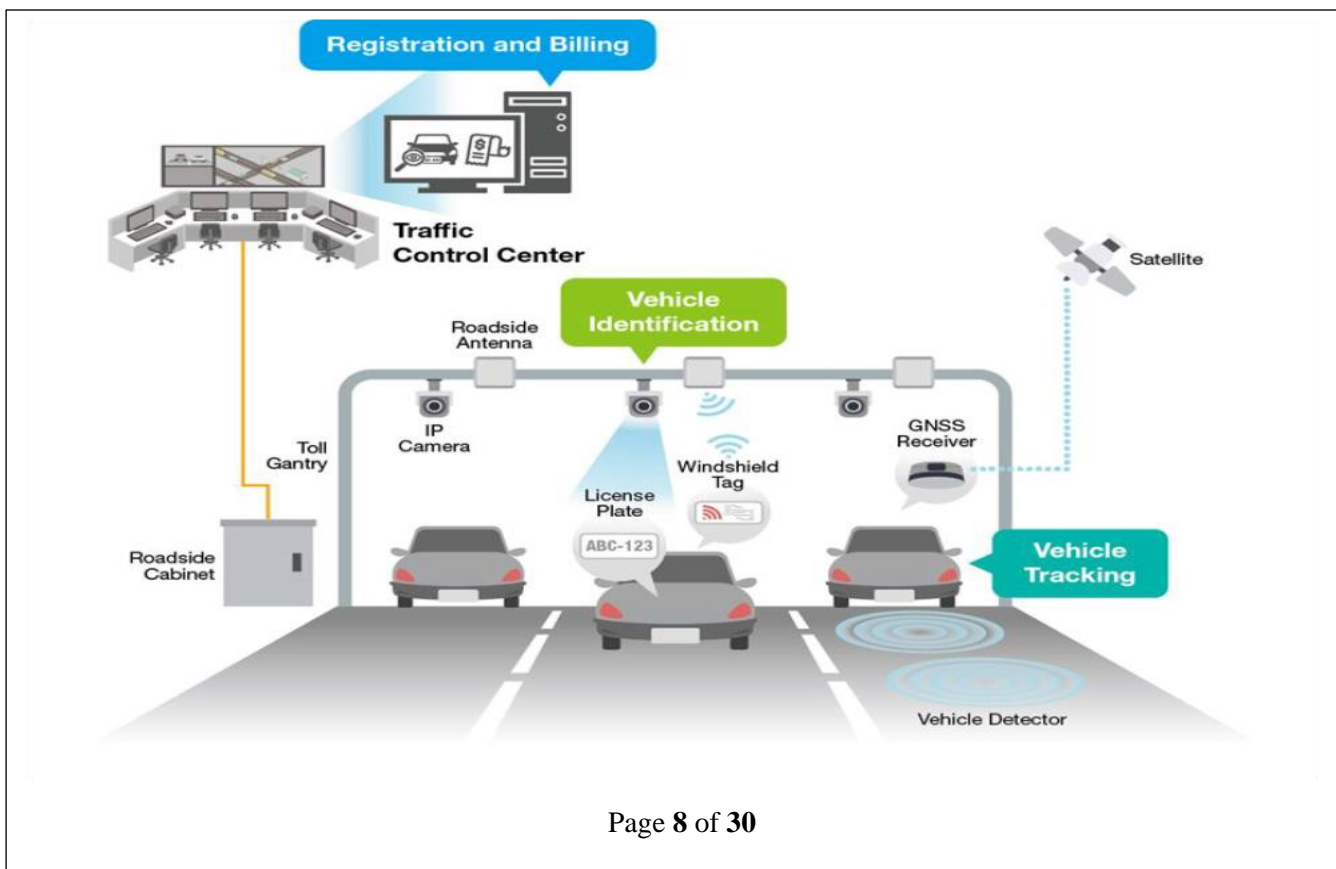 Registration and Billing
Traffic
Control Center
Satellite
Vehicle
Identification
Roadside
Antenna
IP
Camera
GNSS
Receiver
Toll
Gantry
Windshield
Tag
License
Plate
ABC-123
Roadside
Cabinet
Vehicle
Tracking
Vehicle Detector
Page 8 of 30